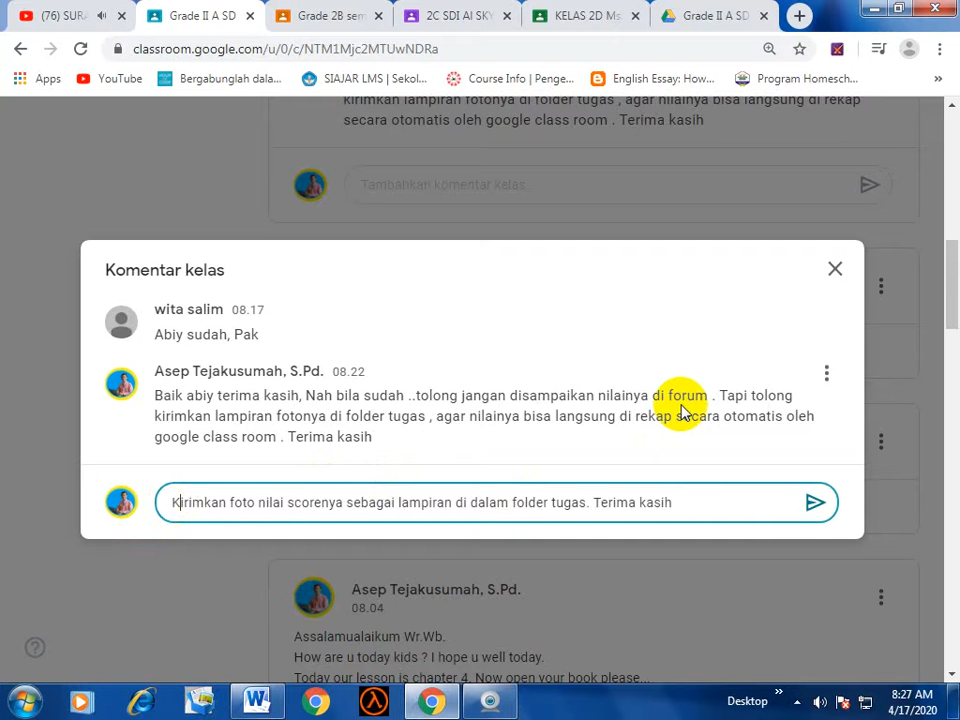 (76) SURA
Grade II A SD
Grade 2B sem
2C SDI Al SKY
KELAS 2D Ms
Grade II A SD
classroom.google.com/u/0/c/NTM1Mjc2MTUwNDRa
Apps
YouTube
Bergabunglah dala...
SIAJAR LMS | Sekol...
Course Info | Penge...
English Essay: How...
Program Homesch...
»
kirimkan lampiran fotonya di folder tugas , agar nilainya bisa langsung di rekap
secara otomatis oleh google class room . Terima kasih
Tambahkan komentar kelas.
Komentar kelas
wita salim 08.17
Abiy sudah, Pak
Asep Tejakusumah, S.Pd. 08.22
Baik abiy terima kasih, Nah bila sudah ..tolong jangan disampaikan nilainya di forum . Tapi tolong
kirimkan lampiran fotonya di folder tugas , agar nilainya bisa langsung di rekap secara otomatis oleh
google class room . Terima kasih
Kirimkan foto nilai scorenya sebagai lampiran di dalam folder tugas. Terima kasih
Asep Tejakusumah, S.Pd.
08.04
Assalamualaikum Wr.Wb.
How are u today kids ? I hope u well today.
Today our lesson is chapter 4. Now open your book please...
Desktop
»
8:27 AM
4/17/2020